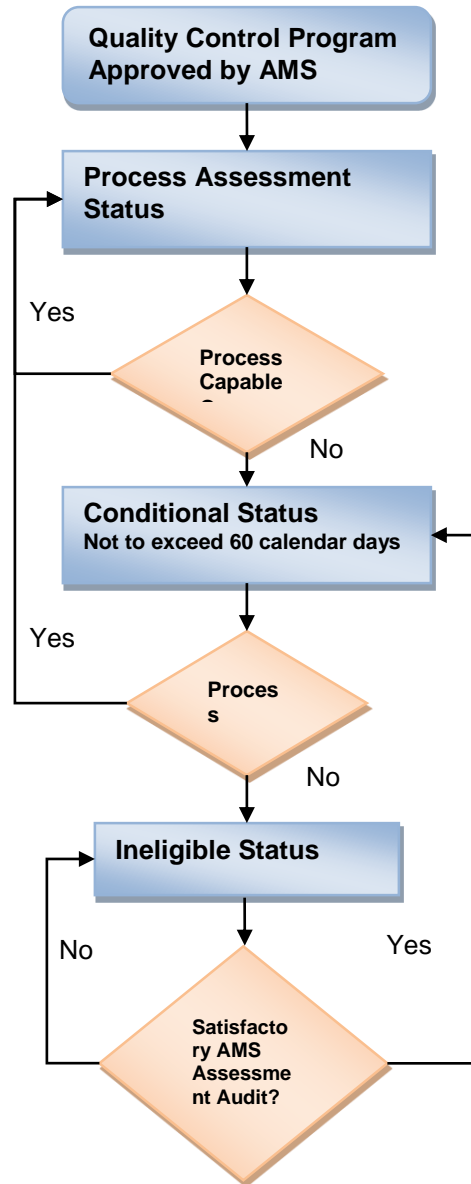 Quality Control Program
Approved by AMS
Process Assessment
Status
Yes
Process
Capable
No
Conditional Status
Not to exceed 60 calendar days
Yes
Proces
s
No
Ineligible Status
No
Yes
Satisfacto
ry AMS
Assessme
nt Audit?